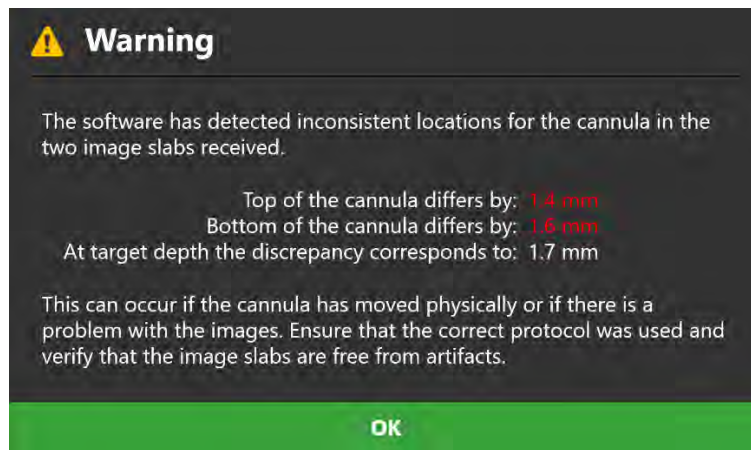 Warning
The software has detected inconsistent locations for the cannula in the
two image slabs received.
Top of the cannula differs by: 1.4 mm
Bottom of the cannula differs by: 1.6 mm
At target depth the discrepancy corresponds to: 1.7 mm
This can occur if the cannula has moved physically or if there is a
problem with the images. Ensure that the correct protocol was used and
verify that the image slabs are free from artifacts.
OK